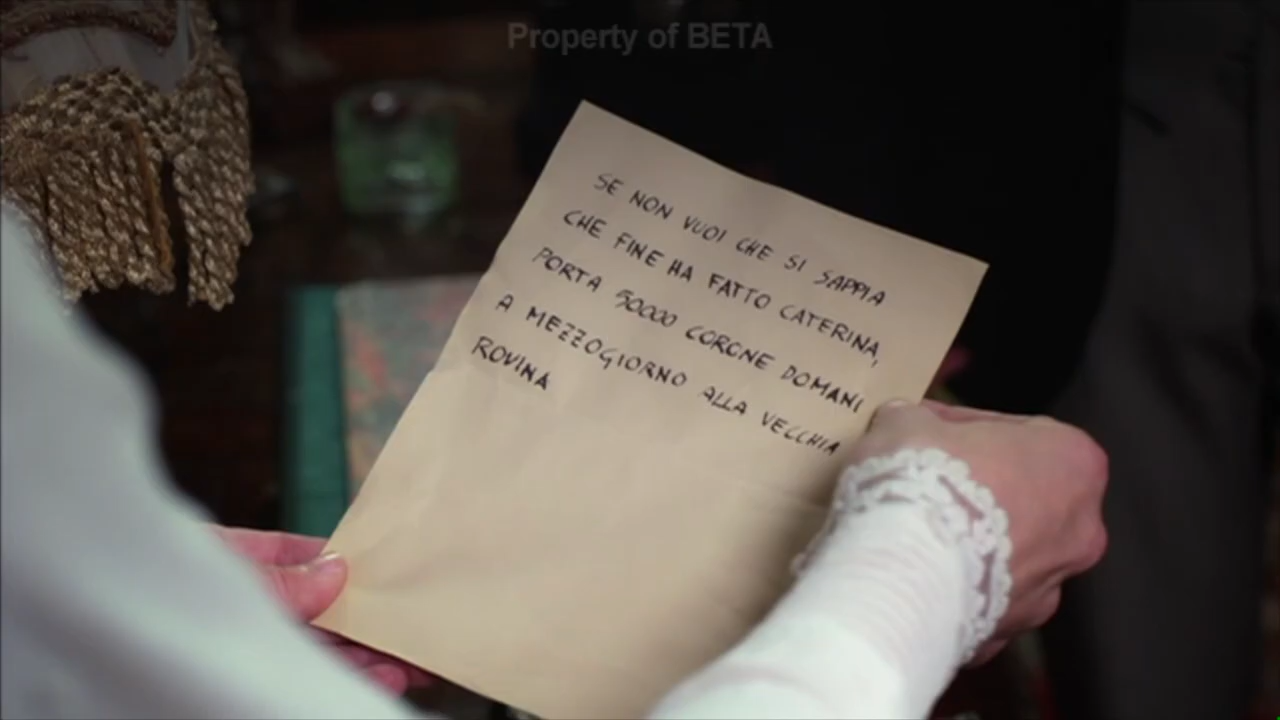 Property of BETA
SE NON VUOI CHE SI SAPPIA
CHE FINE HA FATTO CATERINA,
PORTA 50000 CORONE DOMANI
A MEZZOGIORNO ALLA VECCHIA
ROVINA